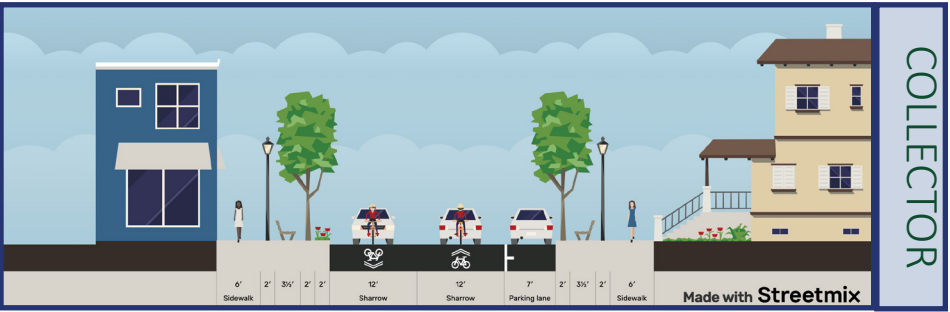 6' 2' 3½' 2' 2' 12' 12' 7' 2' 3½' 2' 6'
Sidewalk Sharrow Sharrow Parking lane Sidewalk
Made with Streetmix
COLLECTOR